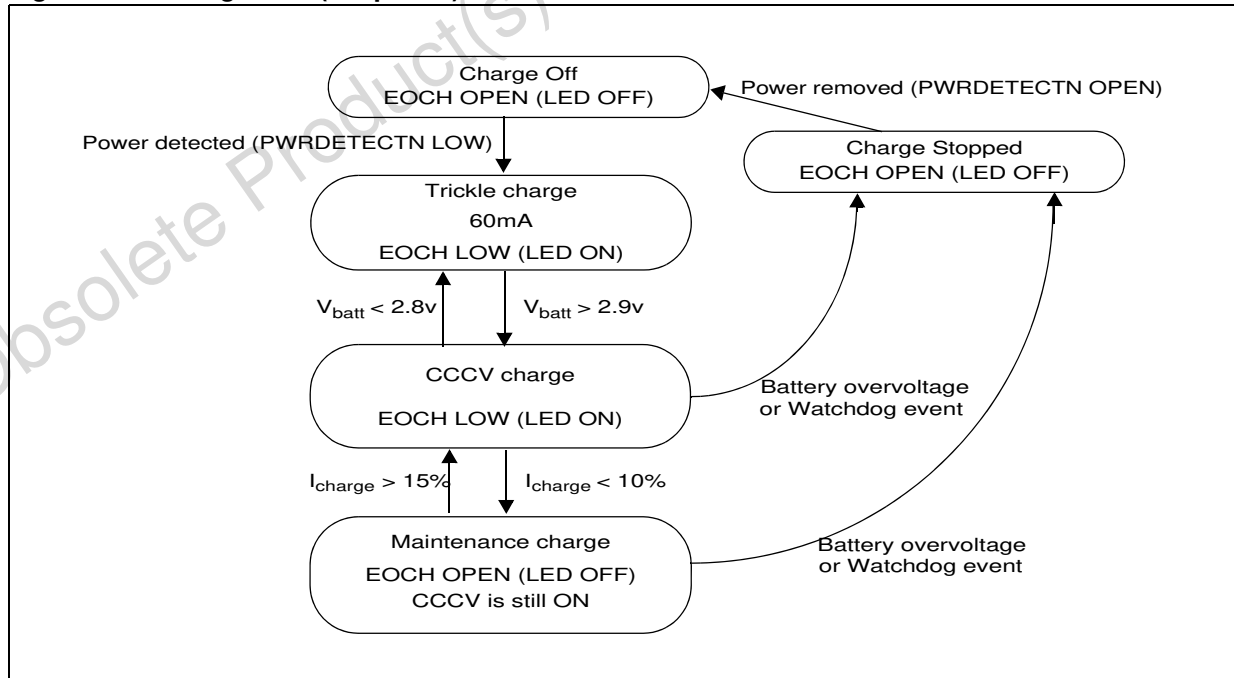 Charge Off
EOCH OPEN (LED OFF)
Power removed (PWRDETECTN OPEN)
Power detected (PWRDETECTN LOW)
Charge Stopped
EOCH OPEN (LED OFF)
Trickle charge
60mA
EOCH LOW (LED ON)
Vbatt < 2.8v
Vbatt > 2.9v
CCCV charge
EOCH LOW (LED ON)
Battery overvoltage
or Watchdog event
Icharge > 15%
Icharge < 10%
Maintenance charge
EOCH OPEN (LED OFF)
CCCV is still ON
Battery overvoltage
or Watchdog event
Obsolete Product(s)